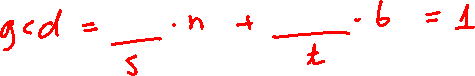 gcd = ___ · n + ___ · b = 1
s t